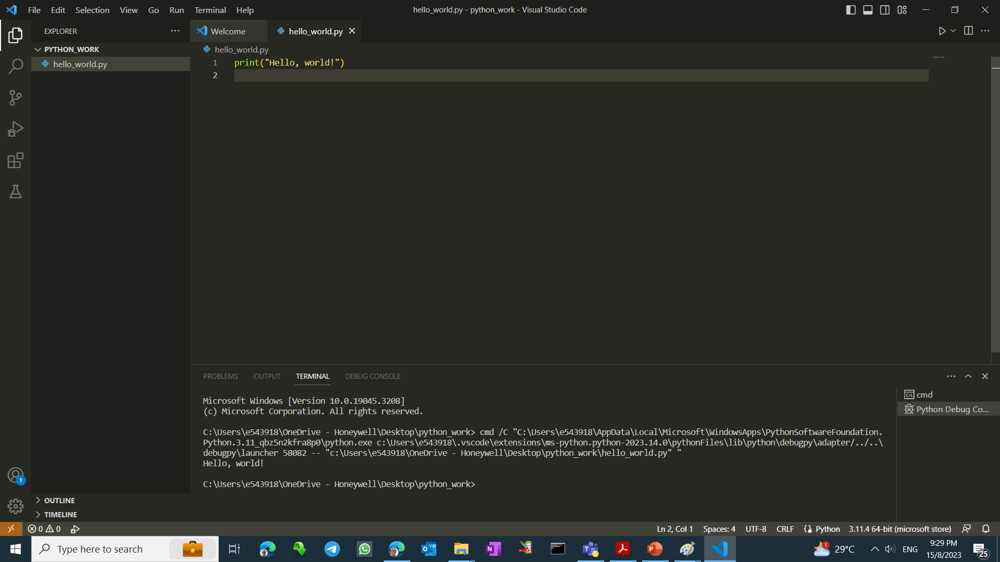 File Edit Selection View Go Run Terminal Help
hello_world.py - python_work - Visual Studio Code
EXPLORER
PYTHON_WORK
hello_world.py
Welcome
hello_world.py
hello_world.py
1 print("Hello, world!")
2
PROBLEMS OUTPUT TERMINAL DEBUG CONSOLE
Microsoft Windows [Version 10.0.19045.3208]
(c) Microsoft Corporation. All rights reserved.
C:\Users\e543918\OneDrive - Honeywell\Desktop\python_work> cmd /C "C:\Users\e543918\AppData\Local\Microsoft\WindowsApps\PythonSoftwareFoundation.
Python.3.11_qbz5n2kfra8p0\python.exe c:\Users\e543918\.vscode\extensions\ms-python.python-2023.14.0\pythonFiles\lib\python\debugpy\adapter/../..\
debugpy\launcher 58082 -- "c:\Users\e543918\OneDrive - Honeywell\Desktop\python_work\hello_world.py" "
Hello, world!
C:\Users\e543918\OneDrive - Honeywell\Desktop\python_work>
cmd
Python Debug Co...
1
OUTLINE
TIMELINE
0 0
Ln 2, Col 1 Spaces: 4 UTF-8 CRLF Python 3.11.4 64-bit (microsoft store)
Type here to search
1
29°C
ENG
9:29 PM
15/8/2023
25